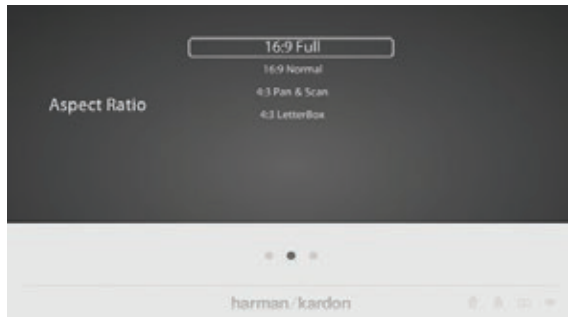 16:9 Full
16:9 Normal
4:3 Pan & Scan
Aspect Ratio
4:3 LetterBox
harman/kardon